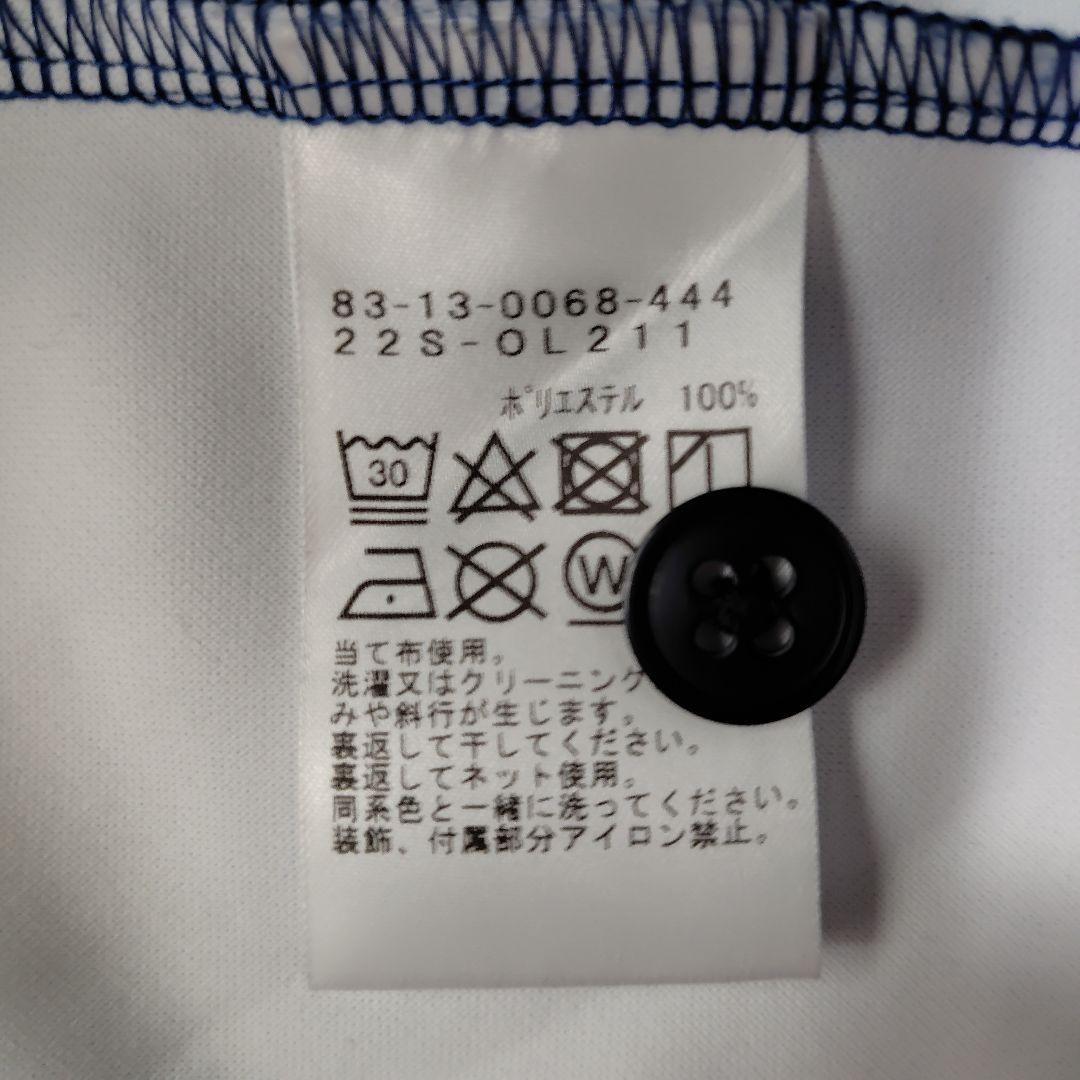 83-13-0068-444
22S-OL211
ポリエステル 100%
30
W
当て布使用。
洗濯又はクリーニング
みや斜行が生じます。
裏返して干してください。
裏返してネット使用。
同系色と一緒に洗ってください。
装飾、付属部分アイロン禁止。